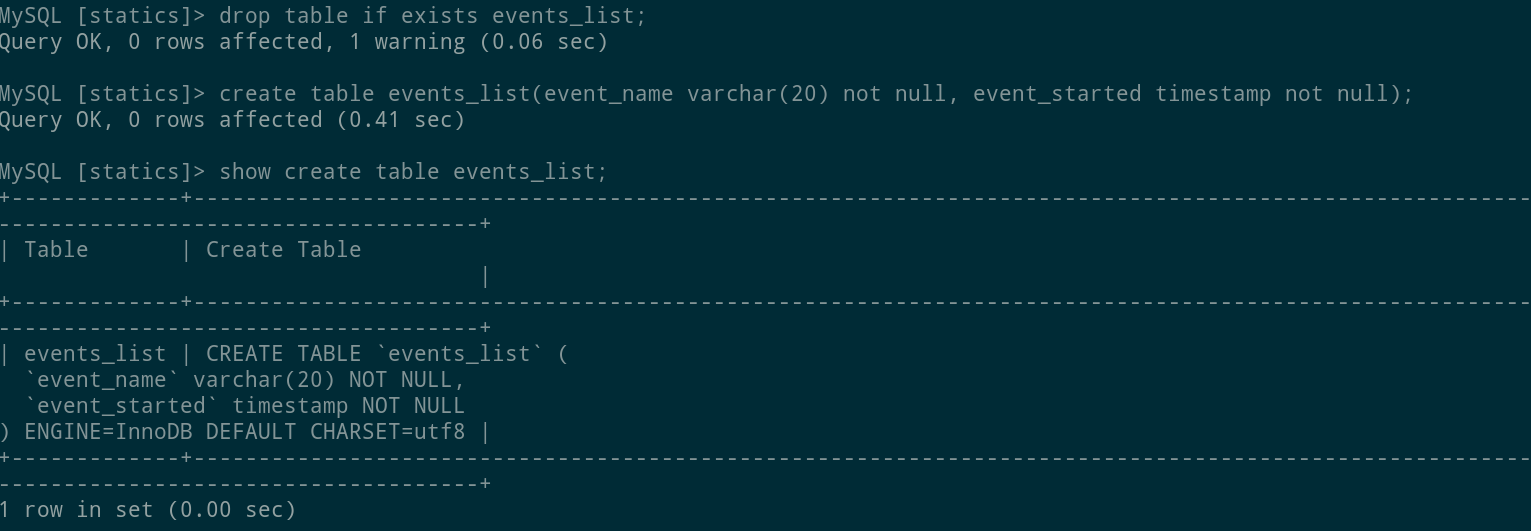 MySQL [statics]> drop table if exists events_list;
Query OK, 0 rows affected, 1 warning (0.06 sec)
MySQL [statics]> create table events_list(event_name varchar(20) not null, event_started timestamp not null);
Query OK, 0 rows affected (0.41 sec)
MySQL [statics]> show create table events_list;
+-------------+-------------------------------------------------------------------------------------------------------
-------------------------------------+
| Table       | Create Table
                                     |
+-------------+-------------------------------------------------------------------------------------------------------
-------------------------------------+
| events_list | CREATE TABLE `events_list` (
  `event_name` varchar(20) NOT NULL,
  `event_started` timestamp NOT NULL
) ENGINE=InnoDB DEFAULT CHARSET=utf8 |
+-------------+-------------------------------------------------------------------------------------------------------
-------------------------------------+
1 row in set (0.00 sec)